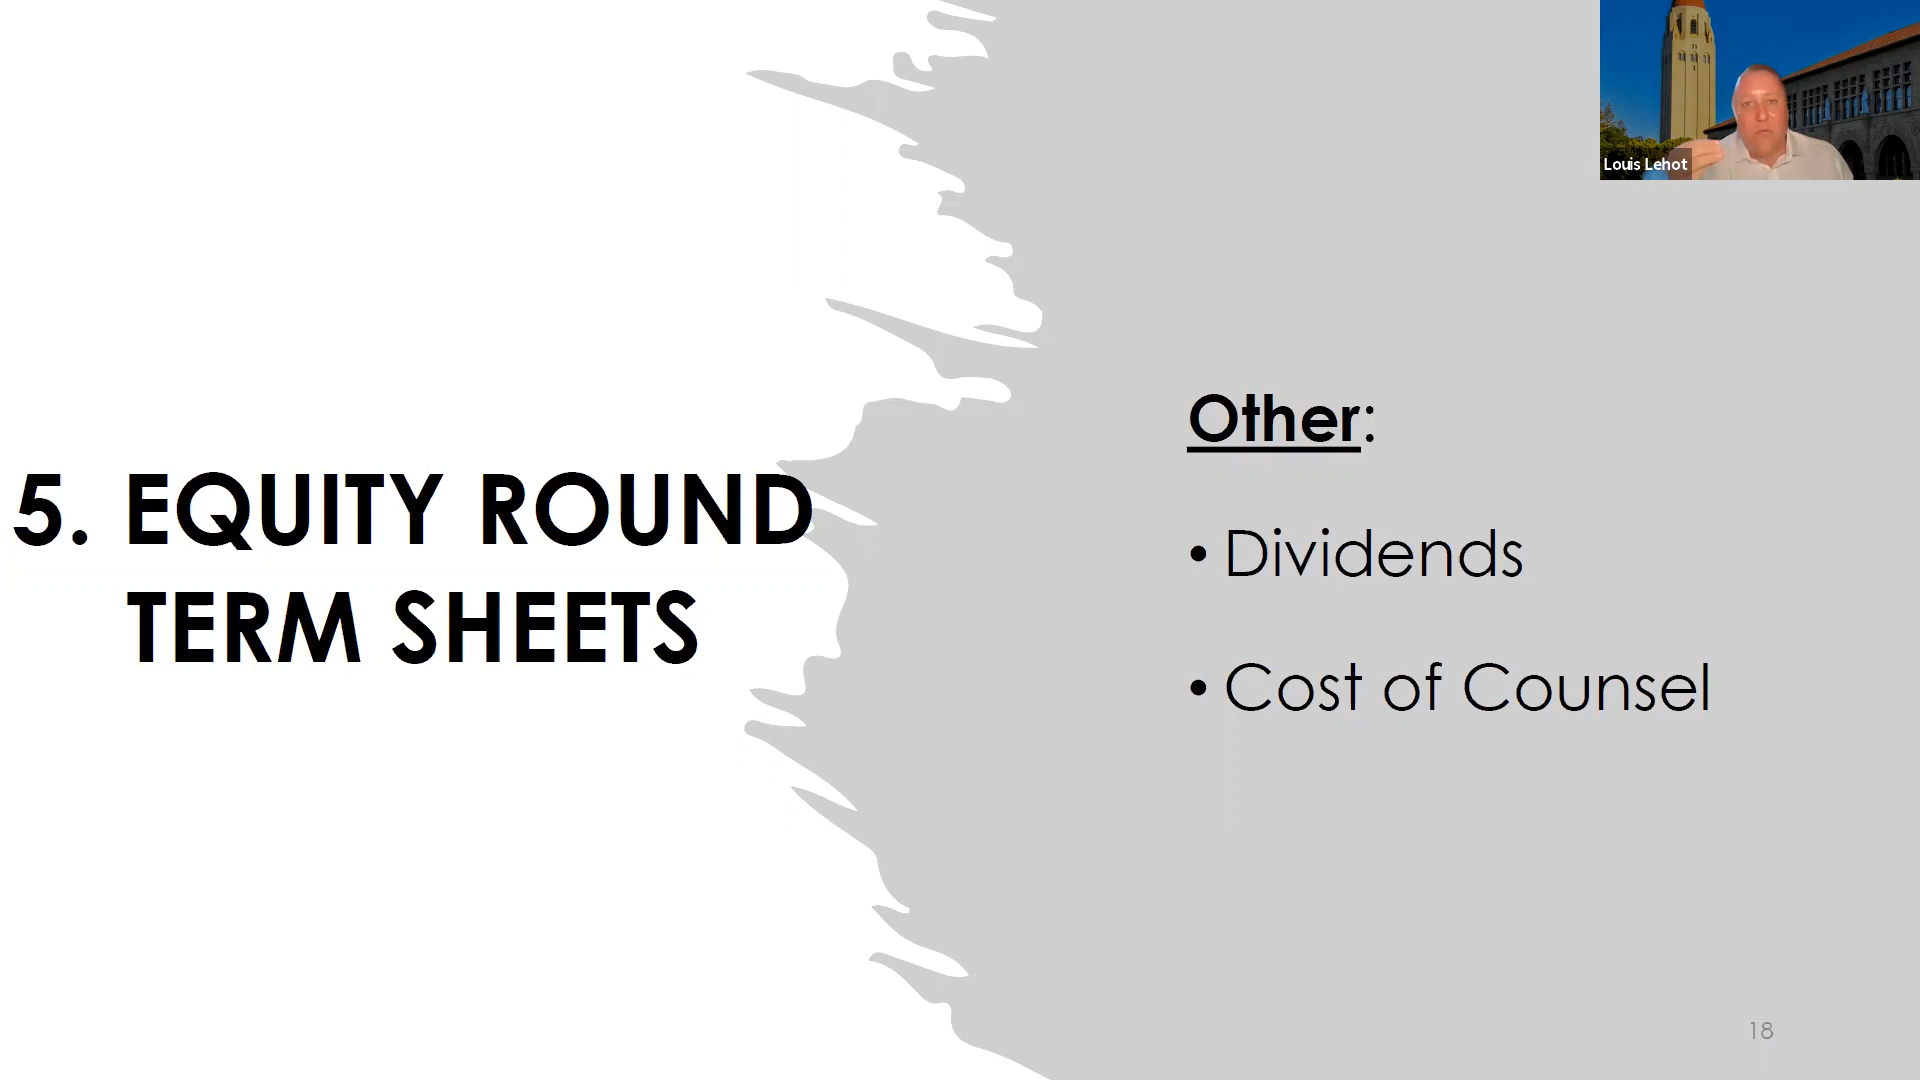 Louis Lehot
5. EQUITY ROUND
TERM SHEETS
Other:
• Dividends
• Cost of Counsel
18